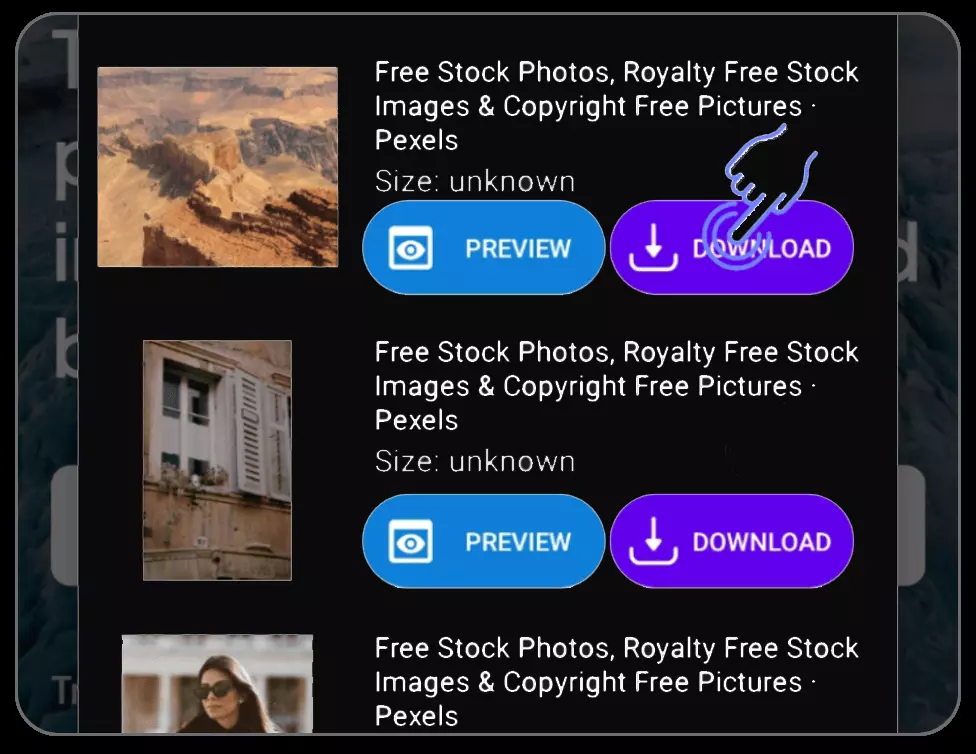 Free Stock Photos, Royalty Free Stock
Images & Copyright Free Pictures ·
Pexels
Size: unknown
PREVIEW
DOWNLOAD
Free Stock Photos, Royalty Free Stock
Images & Copyright Free Pictures ·
Pexels
Size: unknown
PREVIEW
DOWNLOAD
Free Stock Photos, Royalty Free Stock
Images & Copyright Free Pictures ·
Pexels